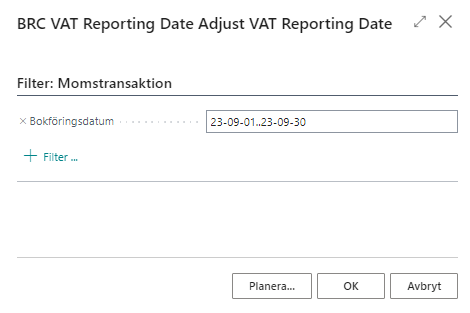 BRC VAT Reporting Date Adjust VAT Reporting Date
Filter: Momstransaktion
Bokföringsdatum
23-09-01..23-09-30
Filter ...
Planera...
OK
Avbryt